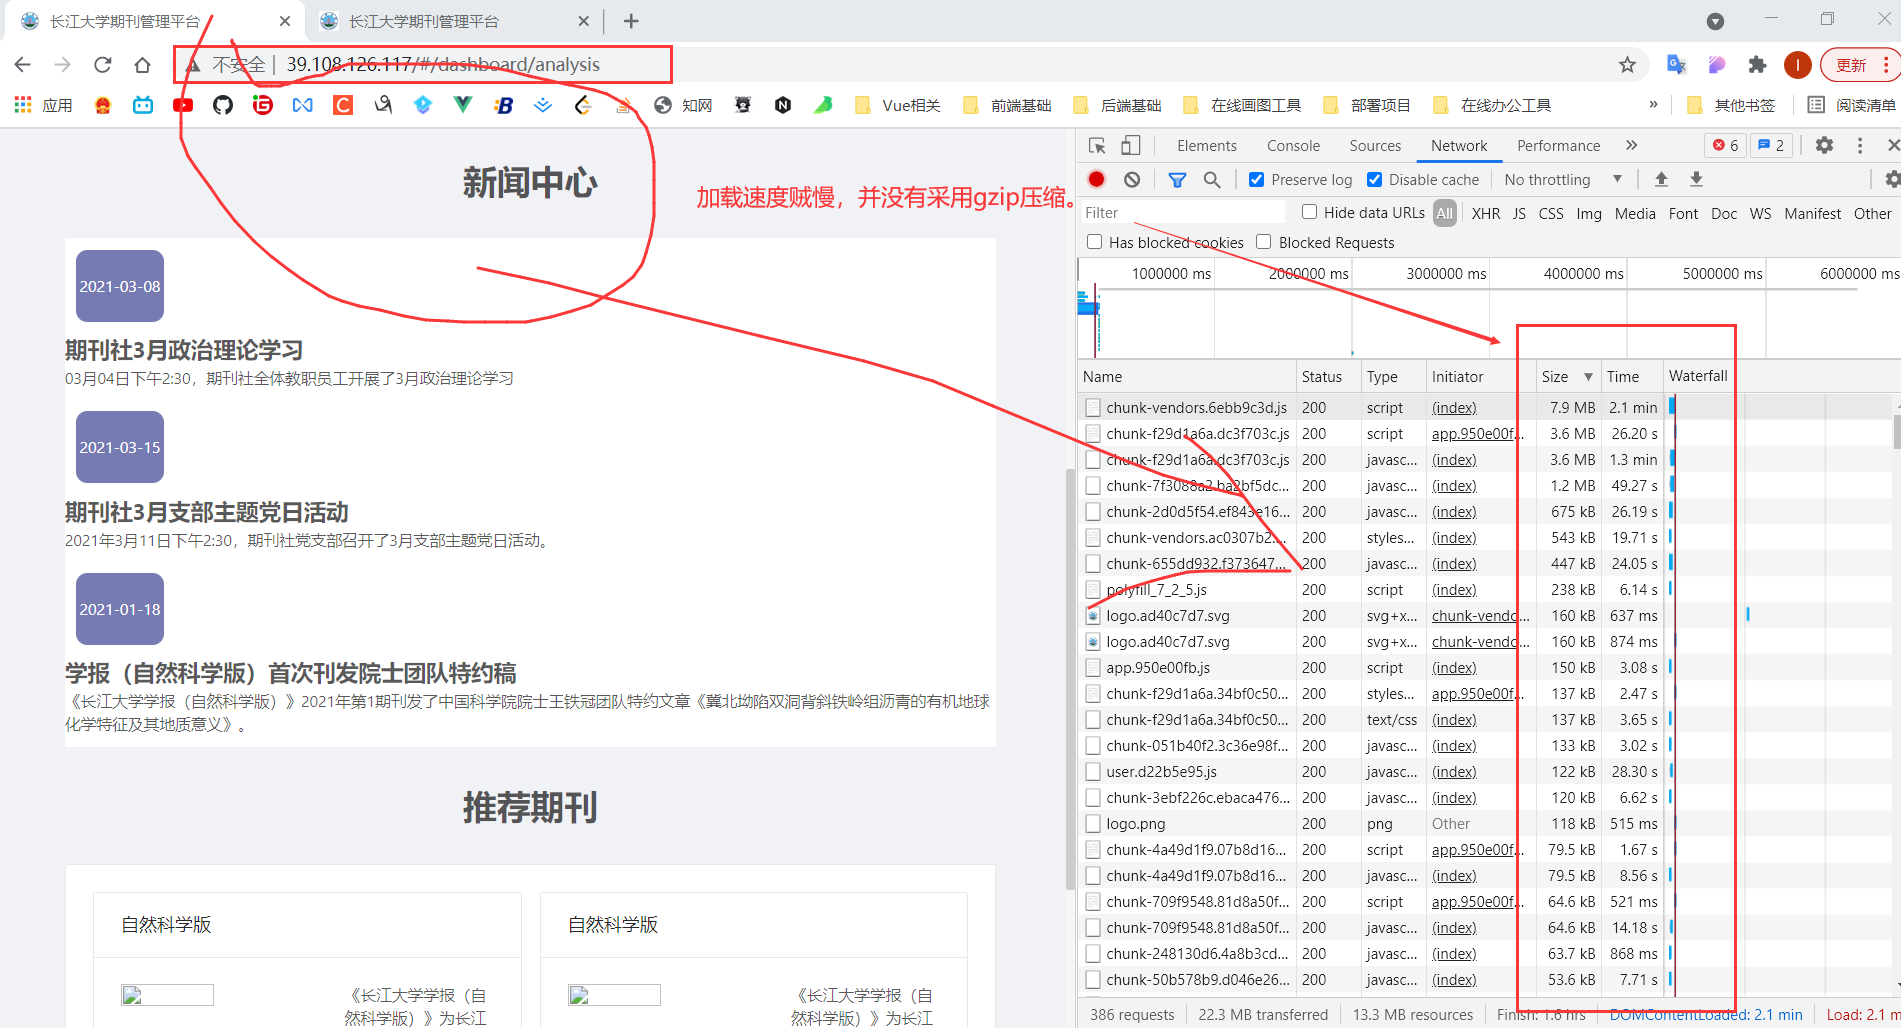 长江大学期刊管理平台
长江大学期刊管理平台
不安全 | 39.108.126.117/#/dashboard/analysis
更新
应用
知网
Vue相关
前端基础
后端基础
在线画图工具
部署项目
在线办公工具
»
其他书签
阅读清单
新闻中心
加载速度贼慢，并没有采用gzip压缩。
2021-03-08
期刊社3月政治理论学习
03月04日下午2:30，期刊社全体教职员工开展了3月政治理论学习
2021-03-15
期刊社3月支部主题党日活动
2021年3月11日下午2:30，期刊社党支部召开了3月支部主题党日活动。
2021-01-18
学报（自然科学版）首次刊发院士团队特约稿
《长江大学学报（自然科学版）》2021年第1期刊发了中国科学院院士王铁冠团队特约文章《冀北坳陷双洞背斜铁岭组沥青的有机地球
化学特征及其地质意义》。
推荐期刊
自然科学版
《长江大学学报（自
然科学版）》为长江
自然科学版
《长江大学学报（自
然科学版）》为长江
Elements Console Sources Network Performance » 6 2
Preserve log Disable cache No throttling
Filter Hide data URLs All XHR JS CSS Img Media Font Doc WS Manifest Other
Has blocked cookies Blocked Requests
1000000 ms 2000000 ms 3000000 ms 4000000 ms 5000000 ms 6000000 ms
Name Status Type Initiator Size Time Waterfall
chunk-vendors.6ebb9c3d.js 200 script (index) 7.9 MB 2.1 min
chunk-f29d1a6a.dc3f703c.js 200 script app.950e00f... 3.6 MB 26.20 s
chunk-f29d1a6a.dc3f703c.js 200 javasc... (index) 3.6 MB 1.3 min
chunk-7f3088a2.ba2bf5dc... 200 javasc... (index) 1.2 MB 49.27 s
chunk-2d0d5f54.ef843e16... 200 javasc... (index) 675 kB 26.19 s
chunk-vendors.ac0307b2.... 200 styles... (index) 543 kB 19.71 s
chunk-655dd932.f373647... 200 javasc... (index) 447 kB 24.05 s
polyfill_7_2_5.js 200 script (index) 238 kB 6.14 s
logo.ad40c7d7.svg 200 svg+x... chunk-vendo... 160 kB 637 ms
logo.ad40c7d7.svg 200 svg+x... chunk-vendo... 160 kB 874 ms
app.950e00fb.js 200 script (index) 150 kB 3.08 s
chunk-f29d1a6a.34bf0c50... 200 styles... app.950e00f... 137 kB 2.47 s
chunk-f29d1a6a.34bf0c50... 200 text/css (index) 137 kB 3.65 s
chunk-051b40f2.3c36e98f... 200 javasc... (index) 133 kB 3.02 s
user.d22b5e95.js 200 javasc... (index) 122 kB 28.30 s
chunk-3ebf226c.ebaca476... 200 javasc... (index) 120 kB 6.62 s
logo.png 200 png Other 118 kB 515 ms
chunk-4a49d1f9.07b8d16... 200 script app.950e00f... 79.5 kB 1.67 s
chunk-4a49d1f9.07b8d16... 200 javasc... (index) 79.5 kB 8.56 s
chunk-709f9548.81d8a50f... 200 script app.950e00f... 64.6 kB 521 ms
chunk-709f9548.81d8a50f... 200 javasc... (index) 64.6 kB 14.18 s
chunk-248130d6.4a8b3cd... 200 javasc... (index) 63.7 kB 868 ms
chunk-50b578b9.d046e26... 200 javasc... (index) 53.6 kB 7.71 s
386 requests 22.3 MB transferred 13.3 MB resources Finish: 1.6 hrs DOMContentLoaded: 2.1 min Load: 2.1 m